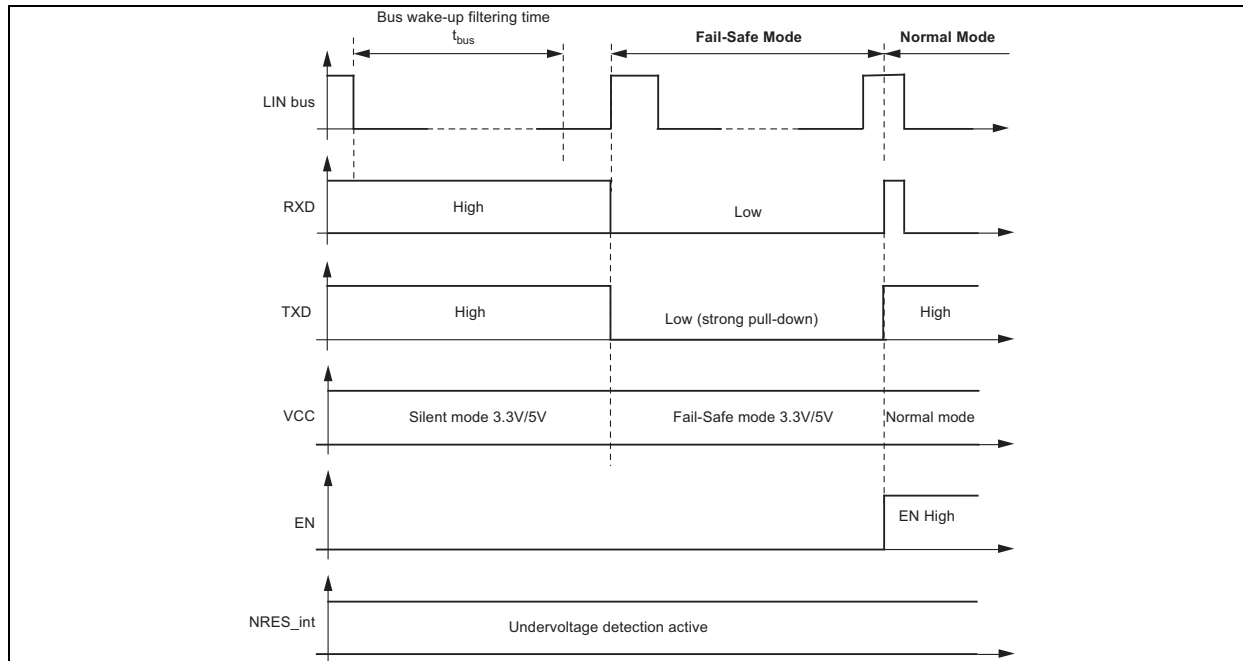 Bus wake-up filtering time
tbus
Fail-Safe Mode
Normal Mode
LIN bus
RXD
High
Low
TXD
High
Low (strong pull-down)
High
VCC
Silent mode 3.3V/5V
Fail-Safe mode 3.3V/5V
Normal mode
EN
EN High
NRES_int
Undervoltage detection active